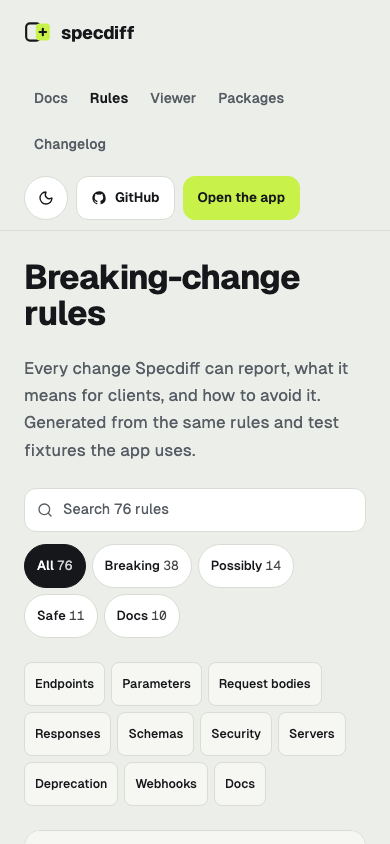 specdiff
Docs Rules Viewer Packages
Changelog
GitHub Open the app
Breaking-change
rules
Every change Specdiff can report, what it
means for clients, and how to avoid it.
Generated from the same rules and test
fixtures the app uses.
Search 76 rules
All 76 Breaking 38 Possibly 14
Safe 11 Docs 10
Endpoints Parameters Request bodies
Responses Schemas Security Servers
Deprecation Webhooks Docs